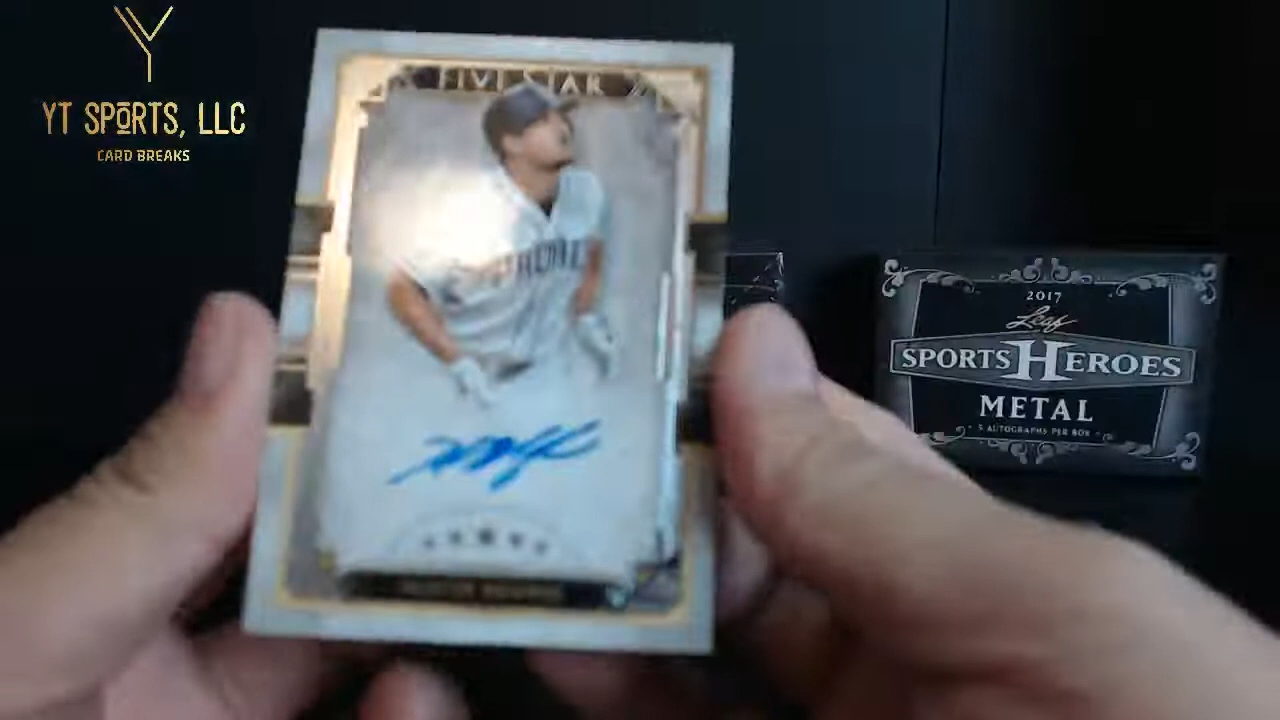 YT SPORTS, LLC
CARD BREAKS
FIVE STAR
2017
Leaf
SPORTS HEROES
METAL
5 AUTOGRAPHS PER BOX